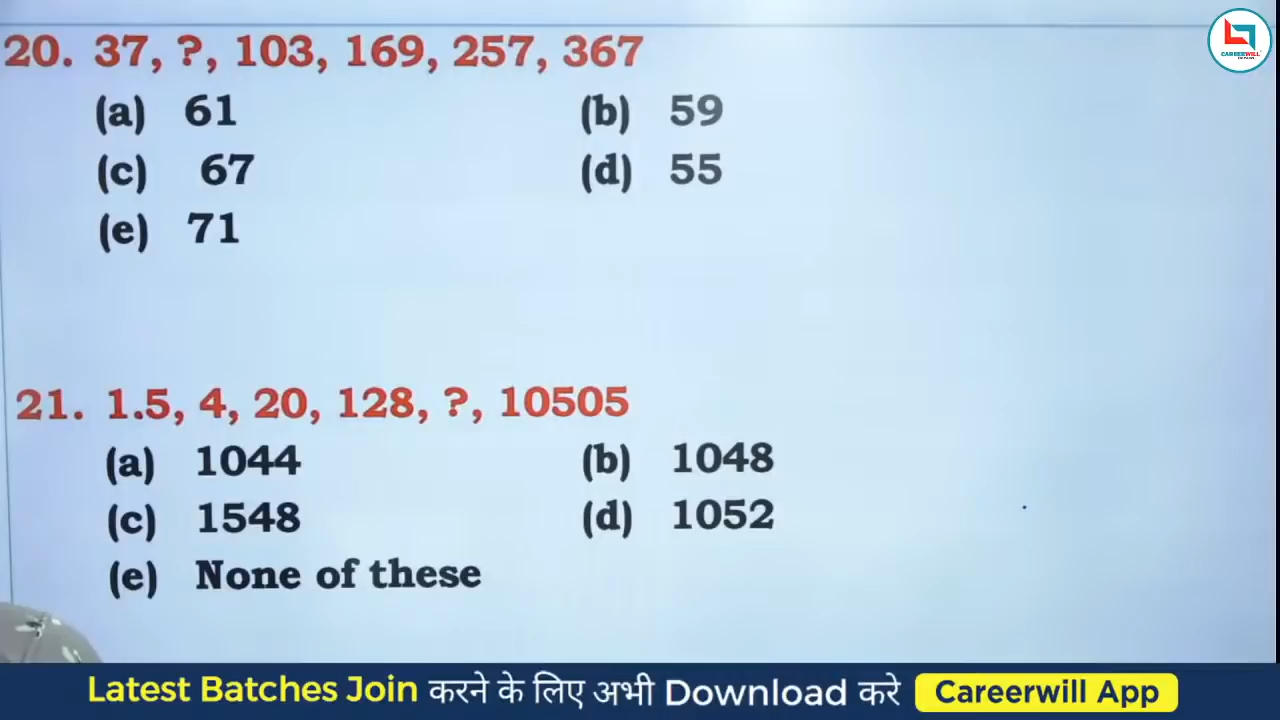 20. 37, ?, 103, 169, 257, 367
(a) 61 (b) 59
(c) 67 (d) 55
(e) 71
21. 1.5, 4, 20, 128, ?, 10505
(a) 1044 (b) 1048
(c) 1548 (d) 1052
(e) None of these
CAREERWILL
Latest Batches Join करने के लिए अभी Download करे Careerwill App